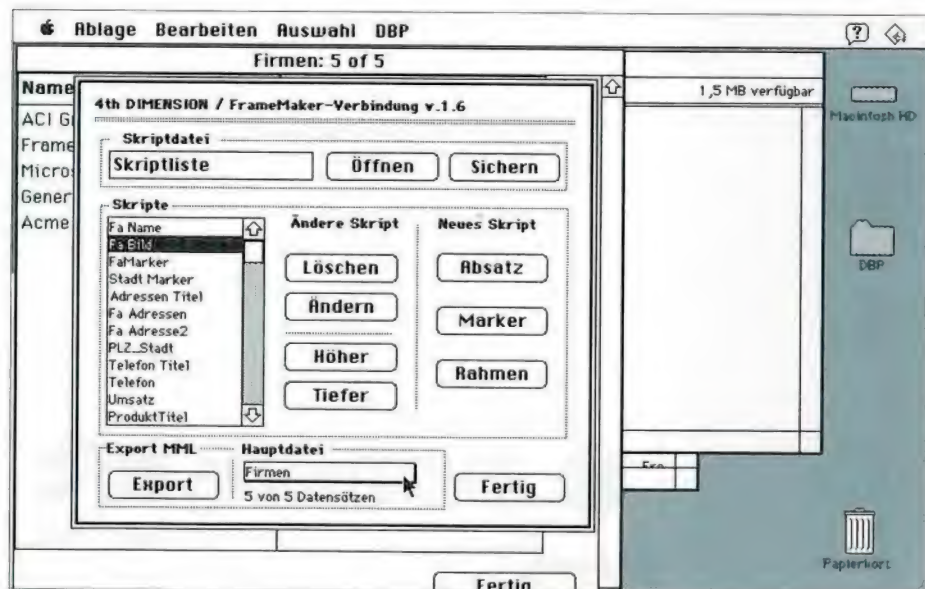 Ablage Bearbeiten Auswahl DBP
Firmen: 5 of 5
Name
ACI G
Frame
Micros
Gener
Acme
1,5 MB verfügbar
Macintosh HD
DBP
Papierkorb
4th DIMENSION / FrameMaker-Verbindung v.1.6
Skriptdatei
Skriptliste
Öffnen
Sichern
Skripte
Fa Name
Fa Bild
FaMarker
Stadt Marker
Adressen Titel
Fa Adressen
Fa Adresse2
PLZ_Stadt
Telefon Titel
Telefon
Umsatz
ProduktTitel
Ändere Skript
Löschen
Ändern
Höher
Tiefer
Neues Skript
Absatz
Marker
Rahmen
Export MML
Export
Hauptdatei
Firmen
5 von 5 Datensätzen
Fertig
Fertig